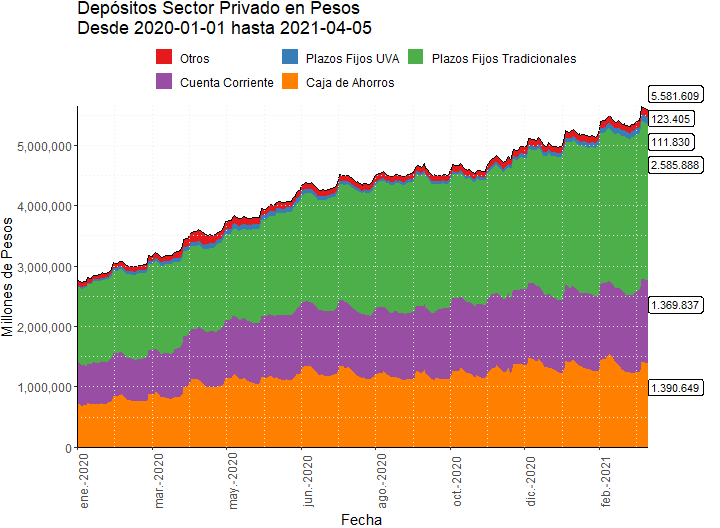 Depósitos Sector Privado en Pesos
Desde 2020-01-01 hasta 2021-04-05
Otros
Plazos Fijos UVA
Plazos Fijos Tradicionales
Cuenta Corriente
Caja de Ahorros
5.581.609
123.405
111.830
2.585.888
1.369.837
1.390.649
5,000,000
4,000,000
3,000,000
2,000,000
1,000,000
0
Millones de Pesos
ene.-2020
mar.-2020
may.-2020
jun.-2020
ago.-2020
oct.-2020
dic.-2020
feb.-2021
Fecha